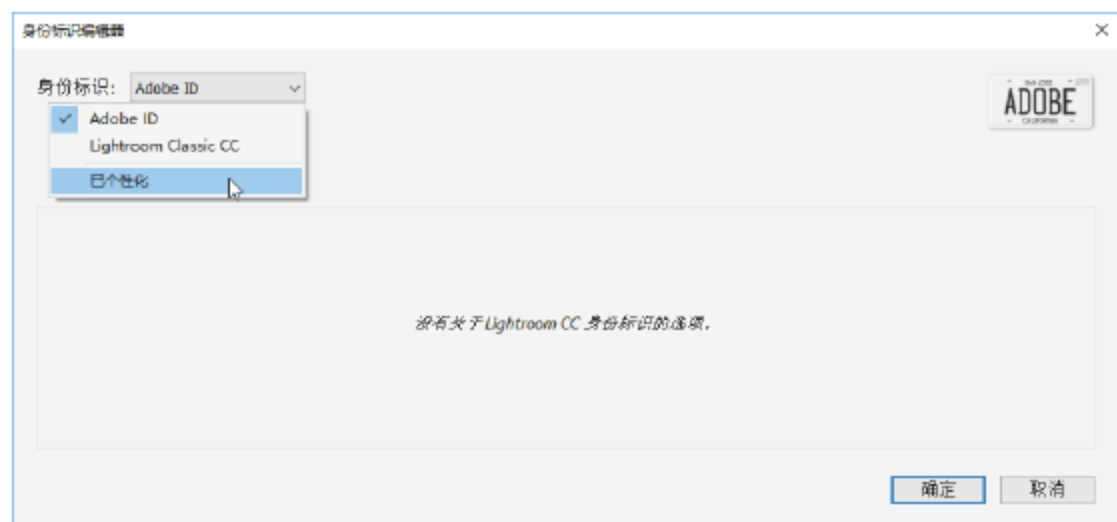 身份标识编辑器
身份标识: Adobe ID
ADOBE
CALIFORNIA
Adobe ID
Lightroom Classic CC
已个性化
没有关于 Lightroom CC 身份标识的选项。
确定 取消